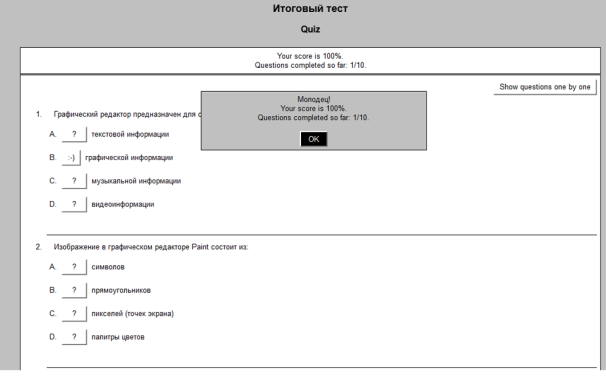 Итоговый тест
Quiz
Your score is 100%.
Questions completed so far: 1/10.
Show questions one by one
Молодец!
Your score is 100%.
Questions completed so far: 1/10.
OK
1. Графический редактор предназначен для с
A. ? текстовой информации
B. :-) графической информации
C. ? музыкальной информации
D. ? видеоинформации
2. Изображение в графическом редакторе Paint состоит из:
A. ? символов
B. ? прямоугольников
C. ? пикселей (точек экрана)
D. ? палитры цветов